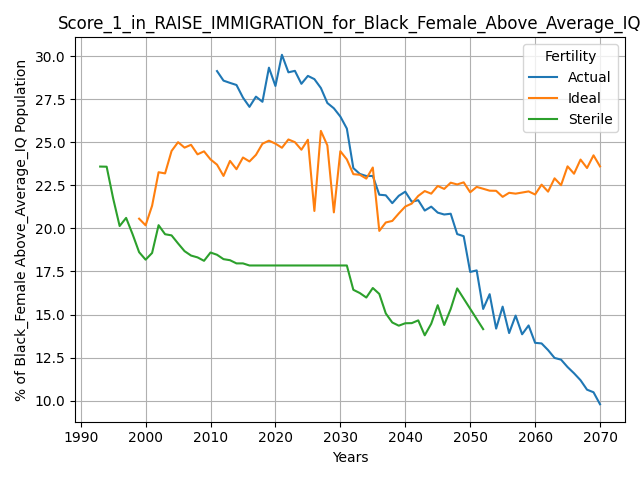 Score_1_in_RAISE_IMMIGRATION_for_Black_Female_Above_Average_IQ
% of Black_Female Above_Average_IQ Population
30.0
27.5
25.0
22.5
20.0
17.5
15.0
12.5
10.0
Fertility
Actual
Ideal
Sterile
1990 2000 2010 2020 2030 2040 2050 2060 2070
Years